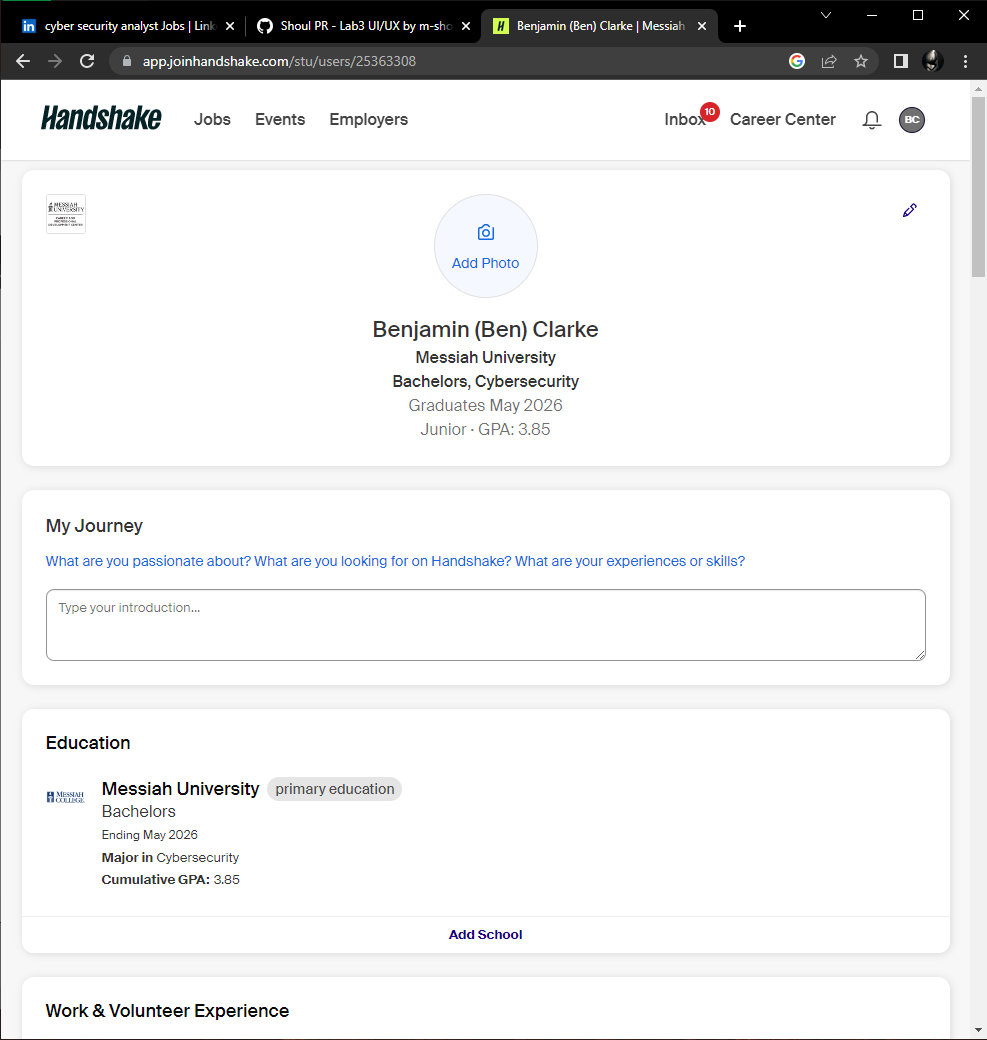 cyber security analyst Jobs | Link
Shoul PR - Lab3 UI/UX by m-sho
Benjamin (Ben) Clarke | Messiah
app.joinhandshake.com/stu/users/25363308
Handshake
Jobs
Events
Employers
Inbox
10
Career Center
BC
MESSIAH
UNIVERSITY
CAREER AND
PROFESSIONAL
DEVELOPMENT CENTER
Add Photo
Benjamin (Ben) Clarke
Messiah University
Bachelors, Cybersecurity
Graduates May 2026
Junior · GPA: 3.85
My Journey
What are you passionate about? What are you looking for on Handshake? What are your experiences or skills?
Type your introduction...
Education
MESSIAH
COLLEGE
Messiah University primary education
Bachelors
Ending May 2026
Major in Cybersecurity
Cumulative GPA: 3.85
Add School
Work & Volunteer Experience